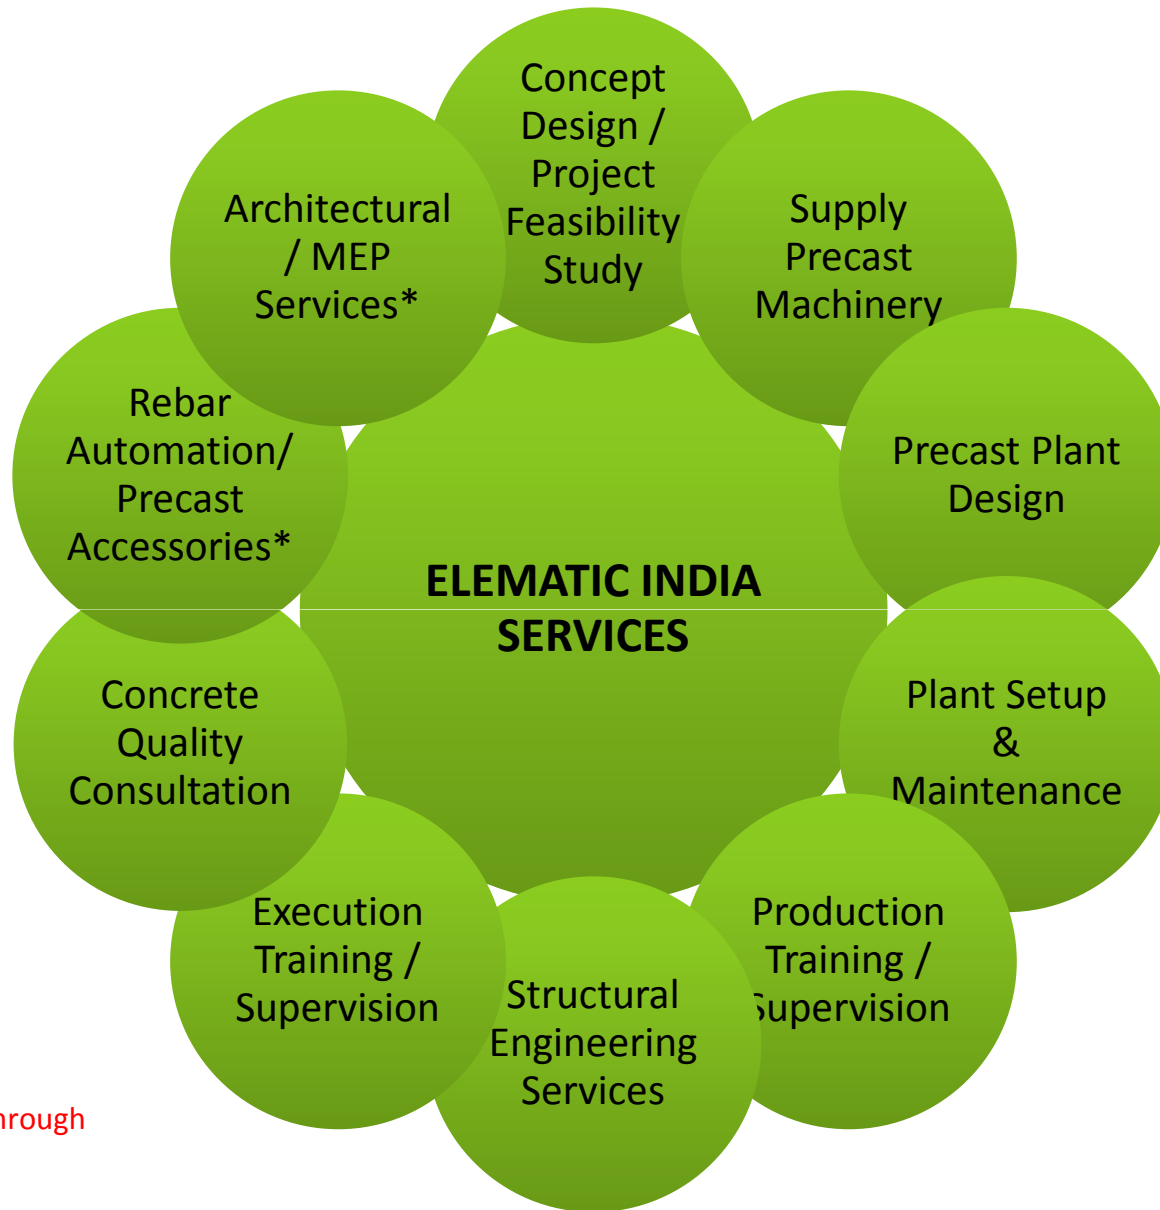 Concept
Design /
Project
Feasibility
Study
Supply
Precast
Machinery
Precast Plant
Design
Plant Setup
&
Maintenance
Production
Training /
Supervision
Structural
Engineering
Services
Execution
Training /
Supervision
Concrete
Quality
Consultation
Rebar
Automation/
Precast
Accessories*
Architectural
/ MEP
Services*
ELEMATIC INDIA
SERVICES